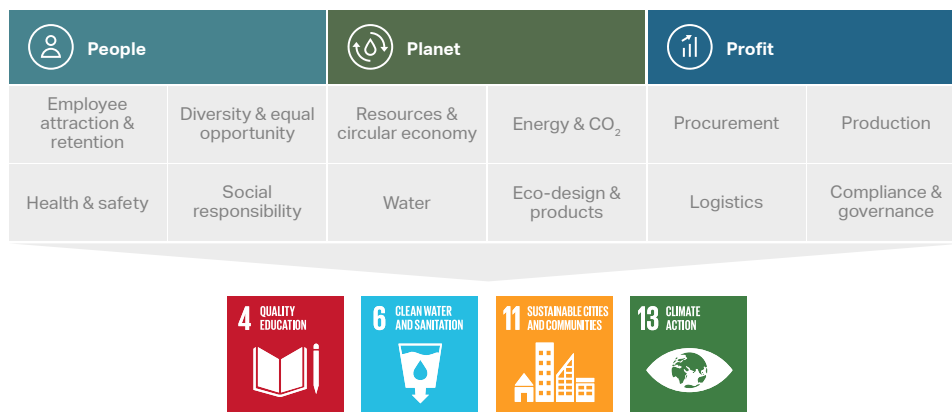 People
Planet
Profit
Employee
attraction &
retention
Diversity & equal
opportunity
Resources &
circular economy
Energy & CO₂
Procurement
Production
Health & safety
Social
responsibility
Water
Eco-design &
products
Logistics
Compliance &
governance
4 QUALITY
EDUCATION
6 CLEAN WATER
AND SANITATION
11 SUSTAINABLE CITIES
AND COMMUNITIES
13 CLIMATE
ACTION